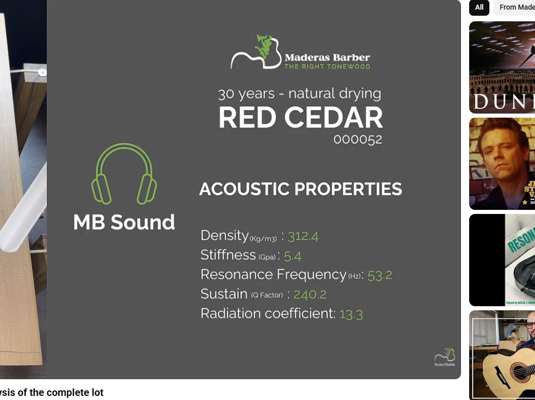 All
From Made
Maderas Barber
THE RIGHT TONEWOOD
30 years - natural drying
RED CEDAR
000052
MB Sound
ACOUSTIC PROPERTIES
Density (Kg/m3) : 312.4
Stiffness (Gpa) : 5.4
Resonance Frequency (Hz): 53.2
Sustain (Q Factor) : 240.2
Radiation coefficient: 13.3
DUN
RESON
ysis of the complete lot